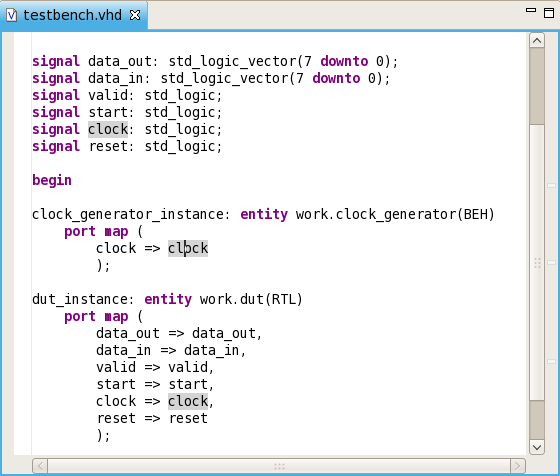 testbench.vhd
signal data_out: std_logic_vector(7 downto 0);
signal data_in: std_logic_vector(7 downto 0);
signal valid: std_logic;
signal start: std_logic;
signal clock: std_logic;
signal reset: std_logic;
begin
clock_generator_instance: entity work.clock_generator(BEH)
port map (
clock => clock
);
dut_instance: entity work.dut(RTL)
port map (
data_out => data_out,
data_in => data_in,
valid => valid,
start => start,
clock => clock,
reset => reset
);